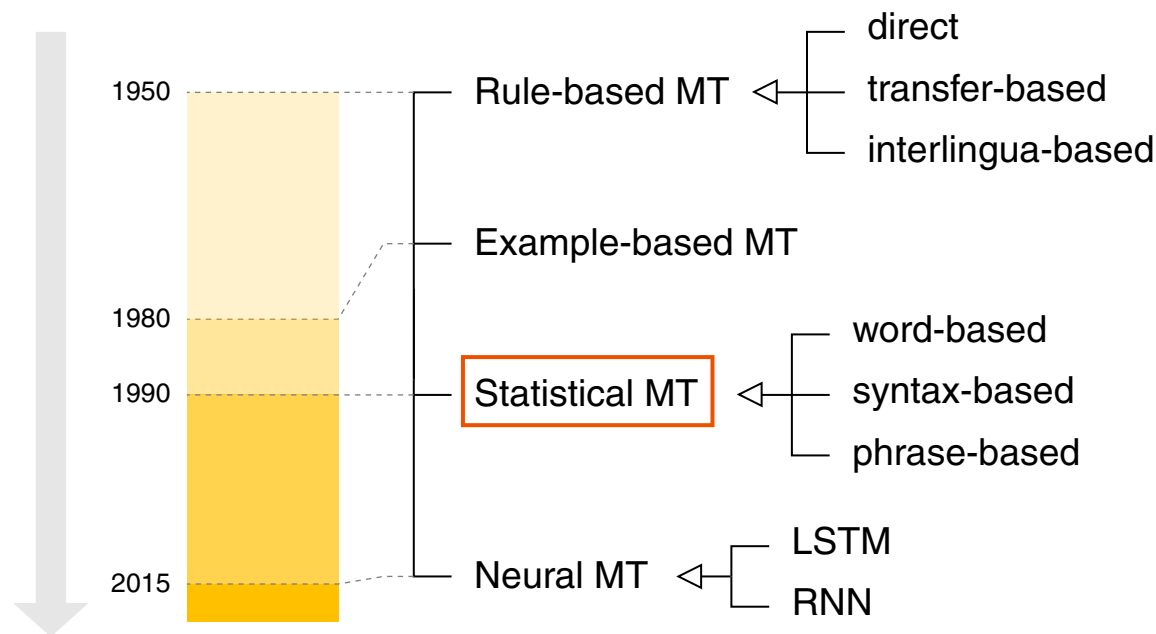 direct
1950
Rule-based MT
transfer-based
interlingua-based
Example-based MT
1980
word-based
1990
Statistical MT
syntax-based
phrase-based
LSTM
2015
Neural MT
RNN